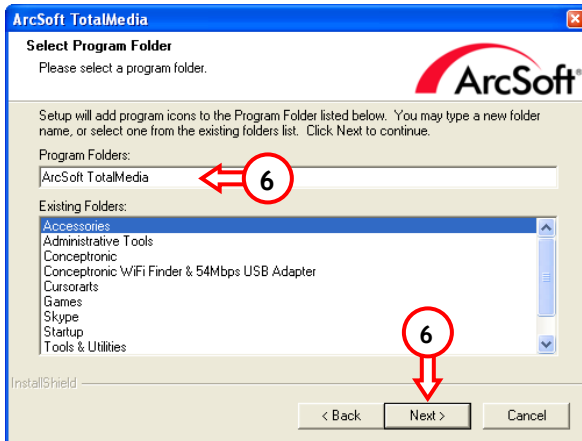 ArcSoft TotalMedia
Select Program Folder
Please select a program folder.
ArcSoft®
Setup will add program icons to the Program Folder listed below. You may type a new folder
name, or select one from the existing folders list. Click Next to continue.
Program Folders:
ArcSoft TotalMedia
6
Existing Folders:
Accessories
Administrative Tools
Conceptronic
Conceptronic WiFi Finder & 54Mbps USB Adapter
Cursorarts
Games
Skype
Startup
Tools & Utilities
6
InstallShield
< Back
Next >
Cancel